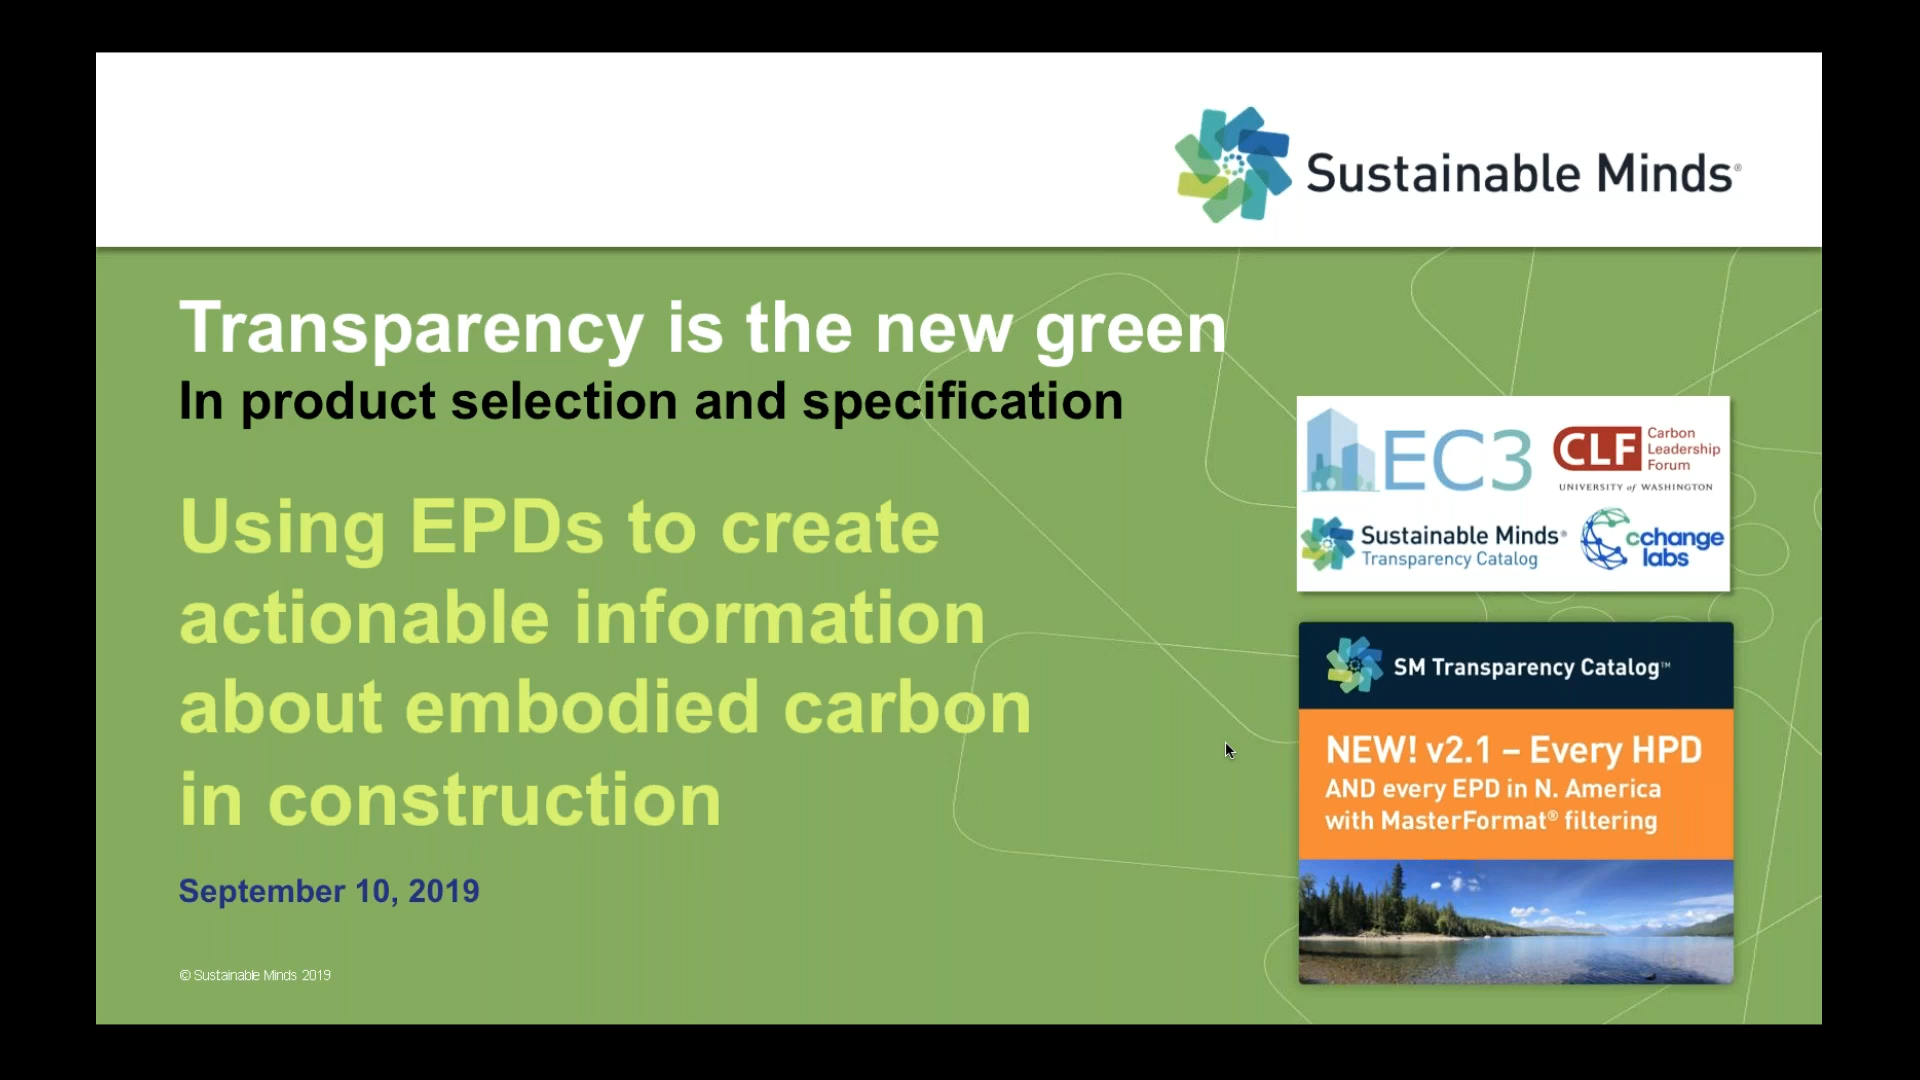 Sustainable Minds®
Transparency is the new green
In product selection and specification
Using EPDs to create
actionable information
about embodied carbon
in construction
September 10, 2019
© Sustainable Minds 2019
EC3
CLF
Carbon
Leadership
Forum
UNIVERSITY of WASHINGTON
Sustainable Minds®
Transparency Catalog
cchange
labs
SM Transparency Catalog™
NEW! v2.1 – Every HPD
AND every EPD in N. America
with MasterFormat® filtering